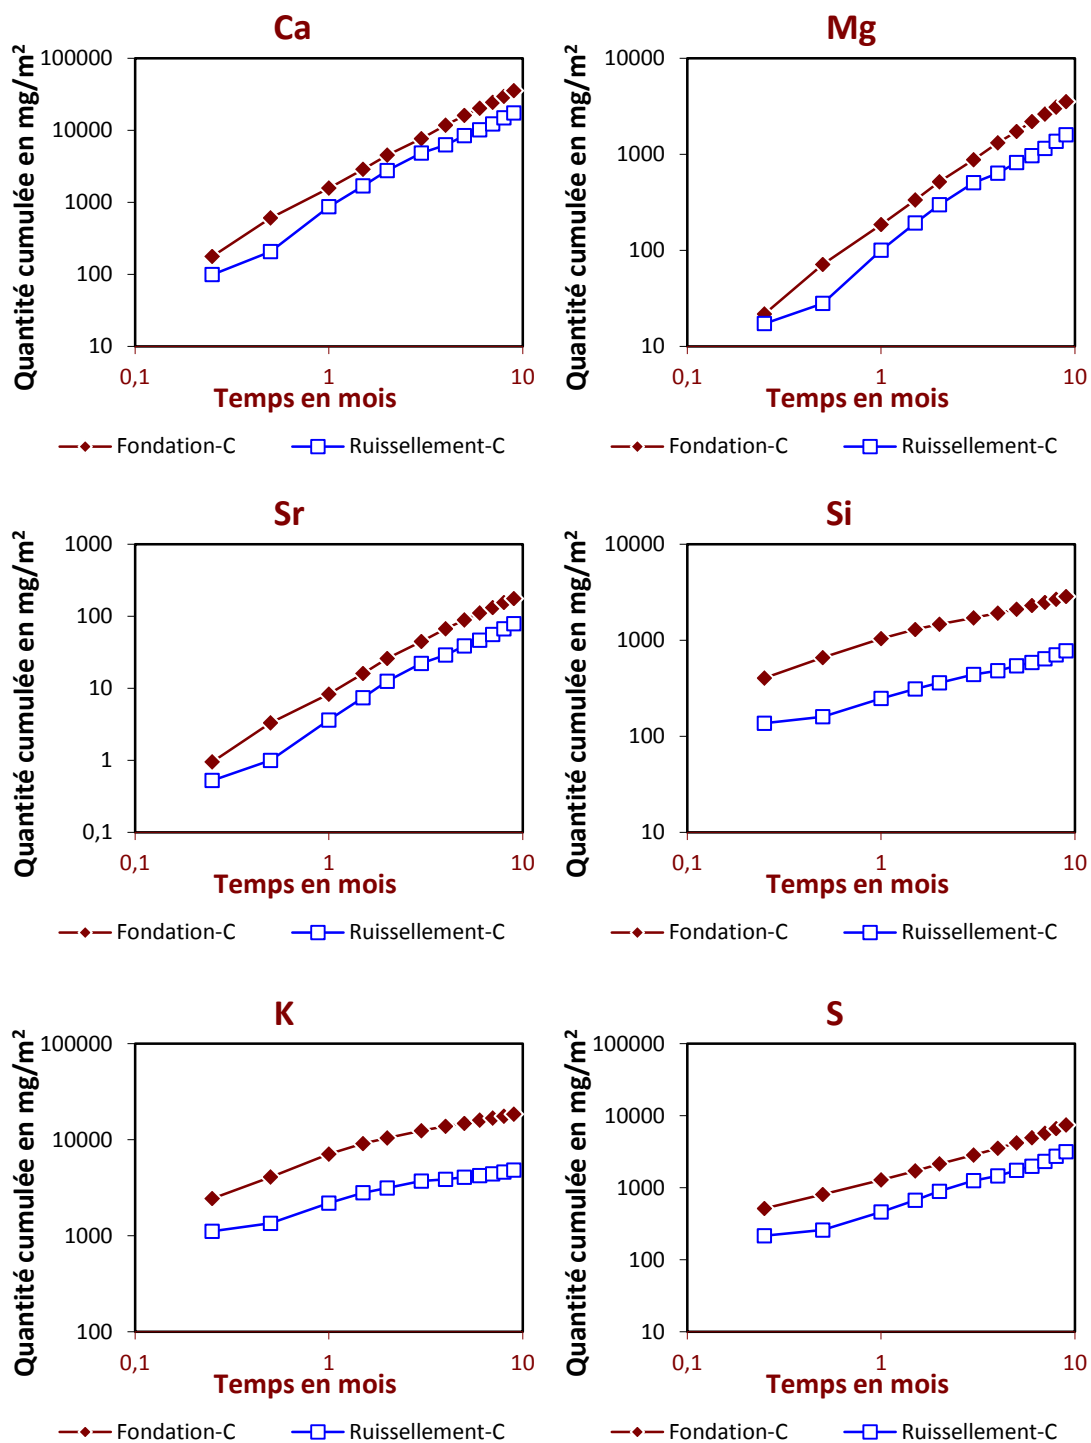 Ca
Quantité cumulée en mg/m²
100000
10000
1000
100
10
0,1
1
10
Temps en mois
Fondation-C
Ruissellement-C
Mg
Quantité cumulée en mg/m²
10000
1000
100
10
0,1
1
10
Temps en mois
Fondation-C
Ruissellement-C
Sr
Quantité cumulée en mg/m²
1000
100
10
1
0,1
0,1
1
10
Temps en mois
Fondation-C
Ruissellement-C
Si
Quantité cumulée en mg/m²
10000
1000
100
10
0,1
1
10
Temps en mois
Fondation-C
Ruissellement-C
K
Quantité cumulée en mg/m²
100000
10000
1000
100
0,1
1
10
Temps en mois
Fondation-C
Ruissellement-C
S
Quantité cumulée en mg/m²
100000
10000
1000
100
10
0,1
1
10
Temps en mois
Fondation-C
Ruissellement-C